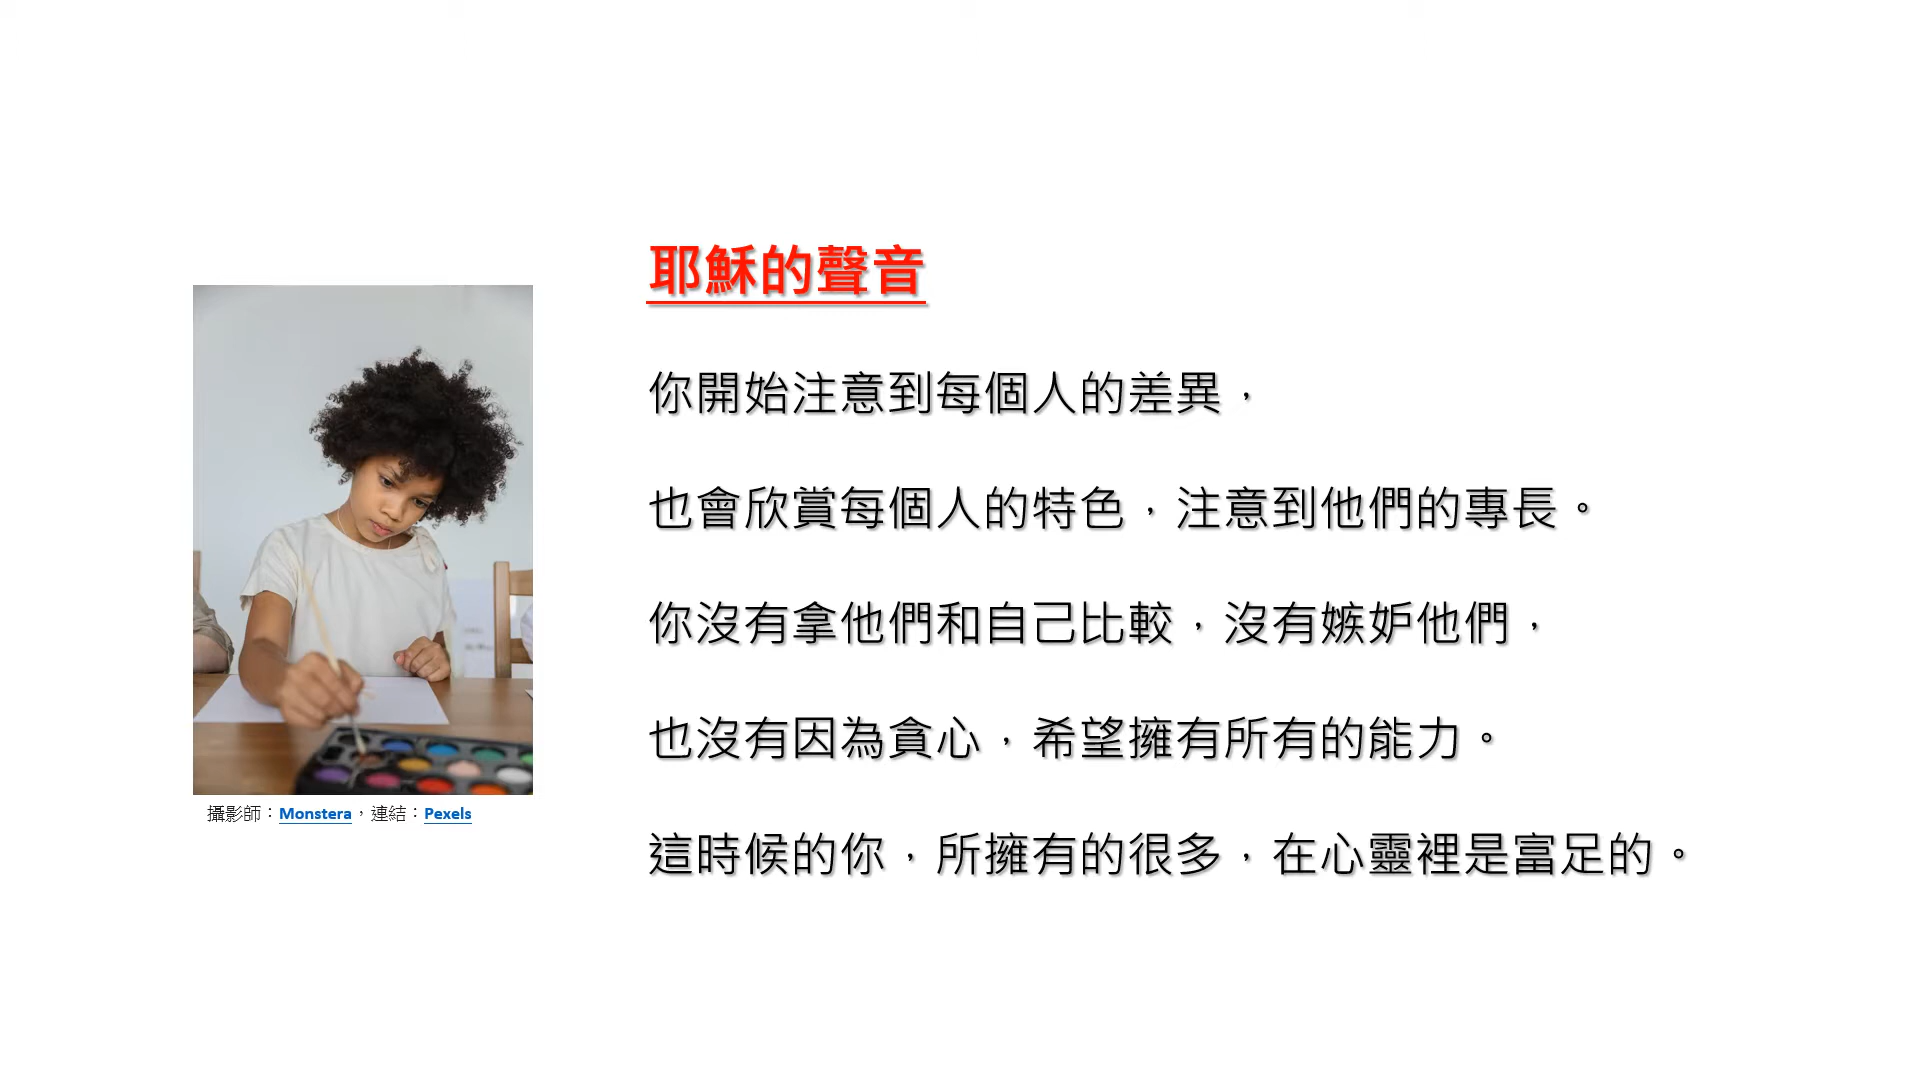 耶穌的聲音
你開始注意到每個人的差異，
也會欣賞每個人的特色，注意到他們的專長。
你沒有拿他們和自己比較，沒有嫉妒他們，
也沒有因為貪心，希望擁有所有的能力。
這時候的你，所擁有的很多，在心靈裡是富足的。
攝影師：Monstera，連結：Pexels